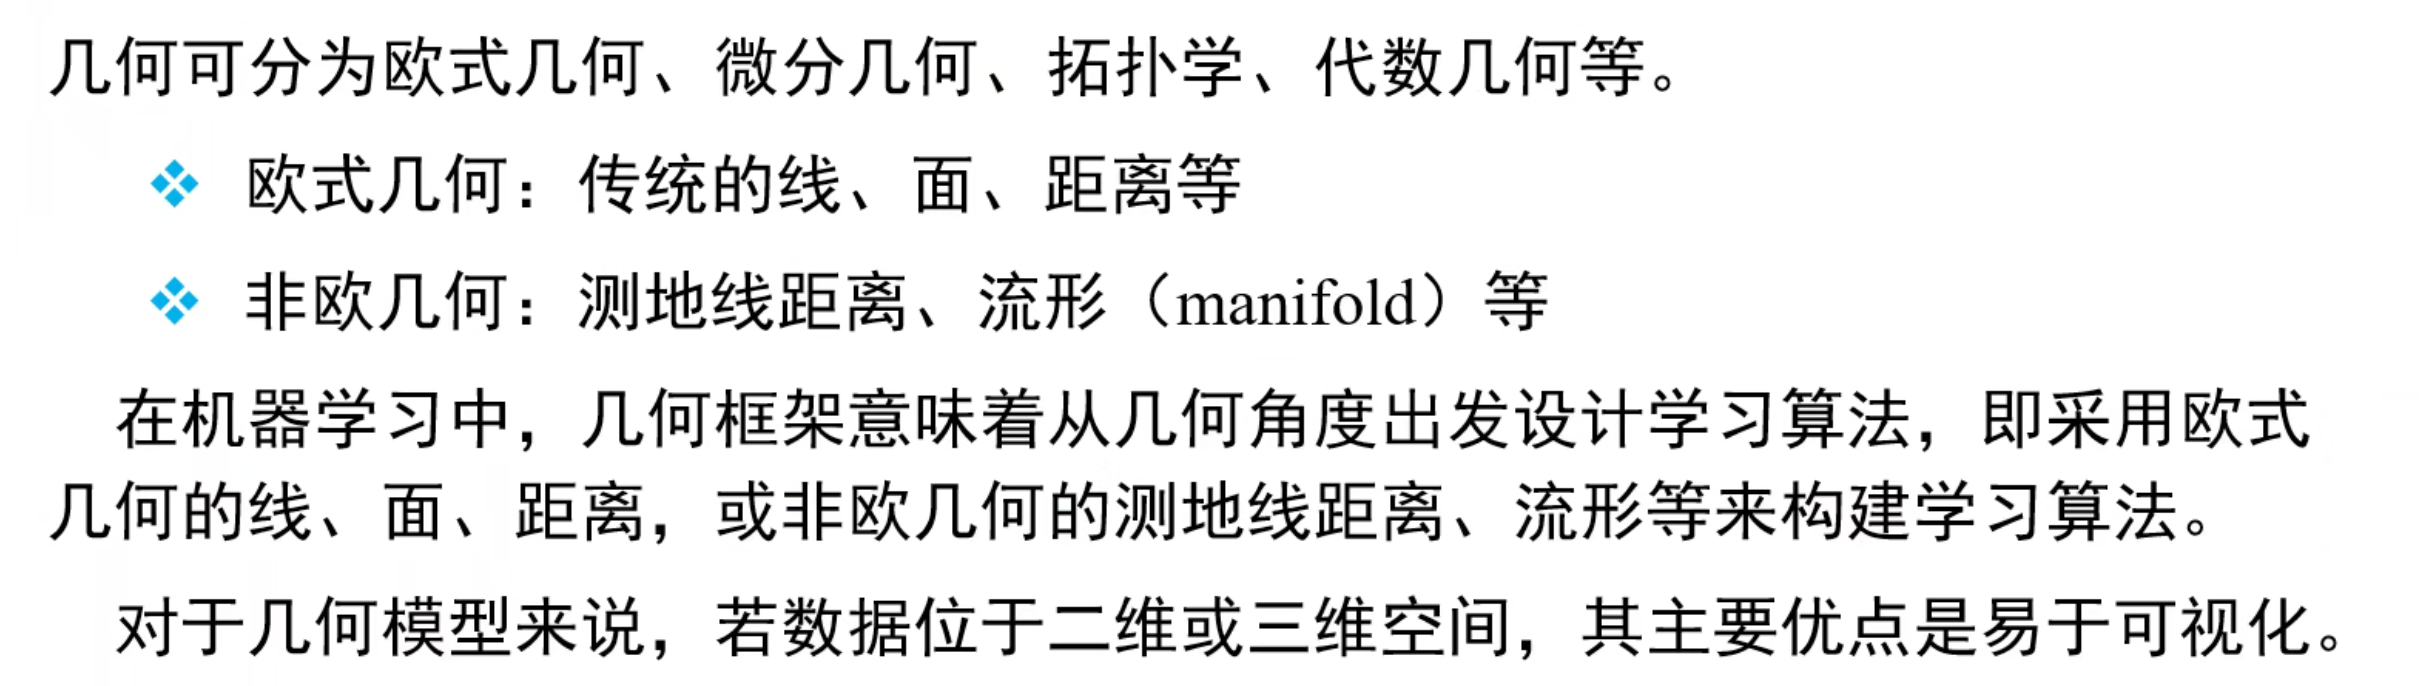 几何可分为欧式几何、微分几何、拓扑学、代数几何等。
❖ 欧式几何：传统的线、面、距离等
❖ 非欧几何：测地线距离、流形（manifold）等
在机器学习中，几何框架意味着从几何角度出发设计学习算法，即采用欧式
几何的线、面、距离，或非欧几何的测地线距离、流形等来构建学习算法。
对于几何模型来说，若数据位于二维或三维空间，其主要优点是易于可视化。